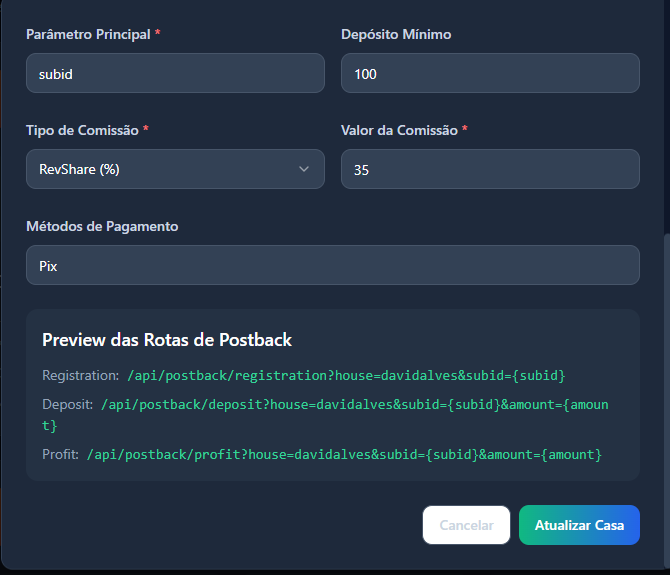 Parâmetro Principal * Depósito Mínimo
subid 100
Tipo de Comissão * Valor da Comissão *
RevShare (%) 35
Métodos de Pagamento
Pix
Preview das Rotas de Postback
Registration: /api/postback/registration?house=davidalves&subid={subid}
Deposit: /api/postback/deposit?house=davidalves&subid={subid}&amount={amoun
t}
Profit: /api/postback/profit?house=davidalves&subid={subid}&amount={amount}
Cancelar Atualizar Casa